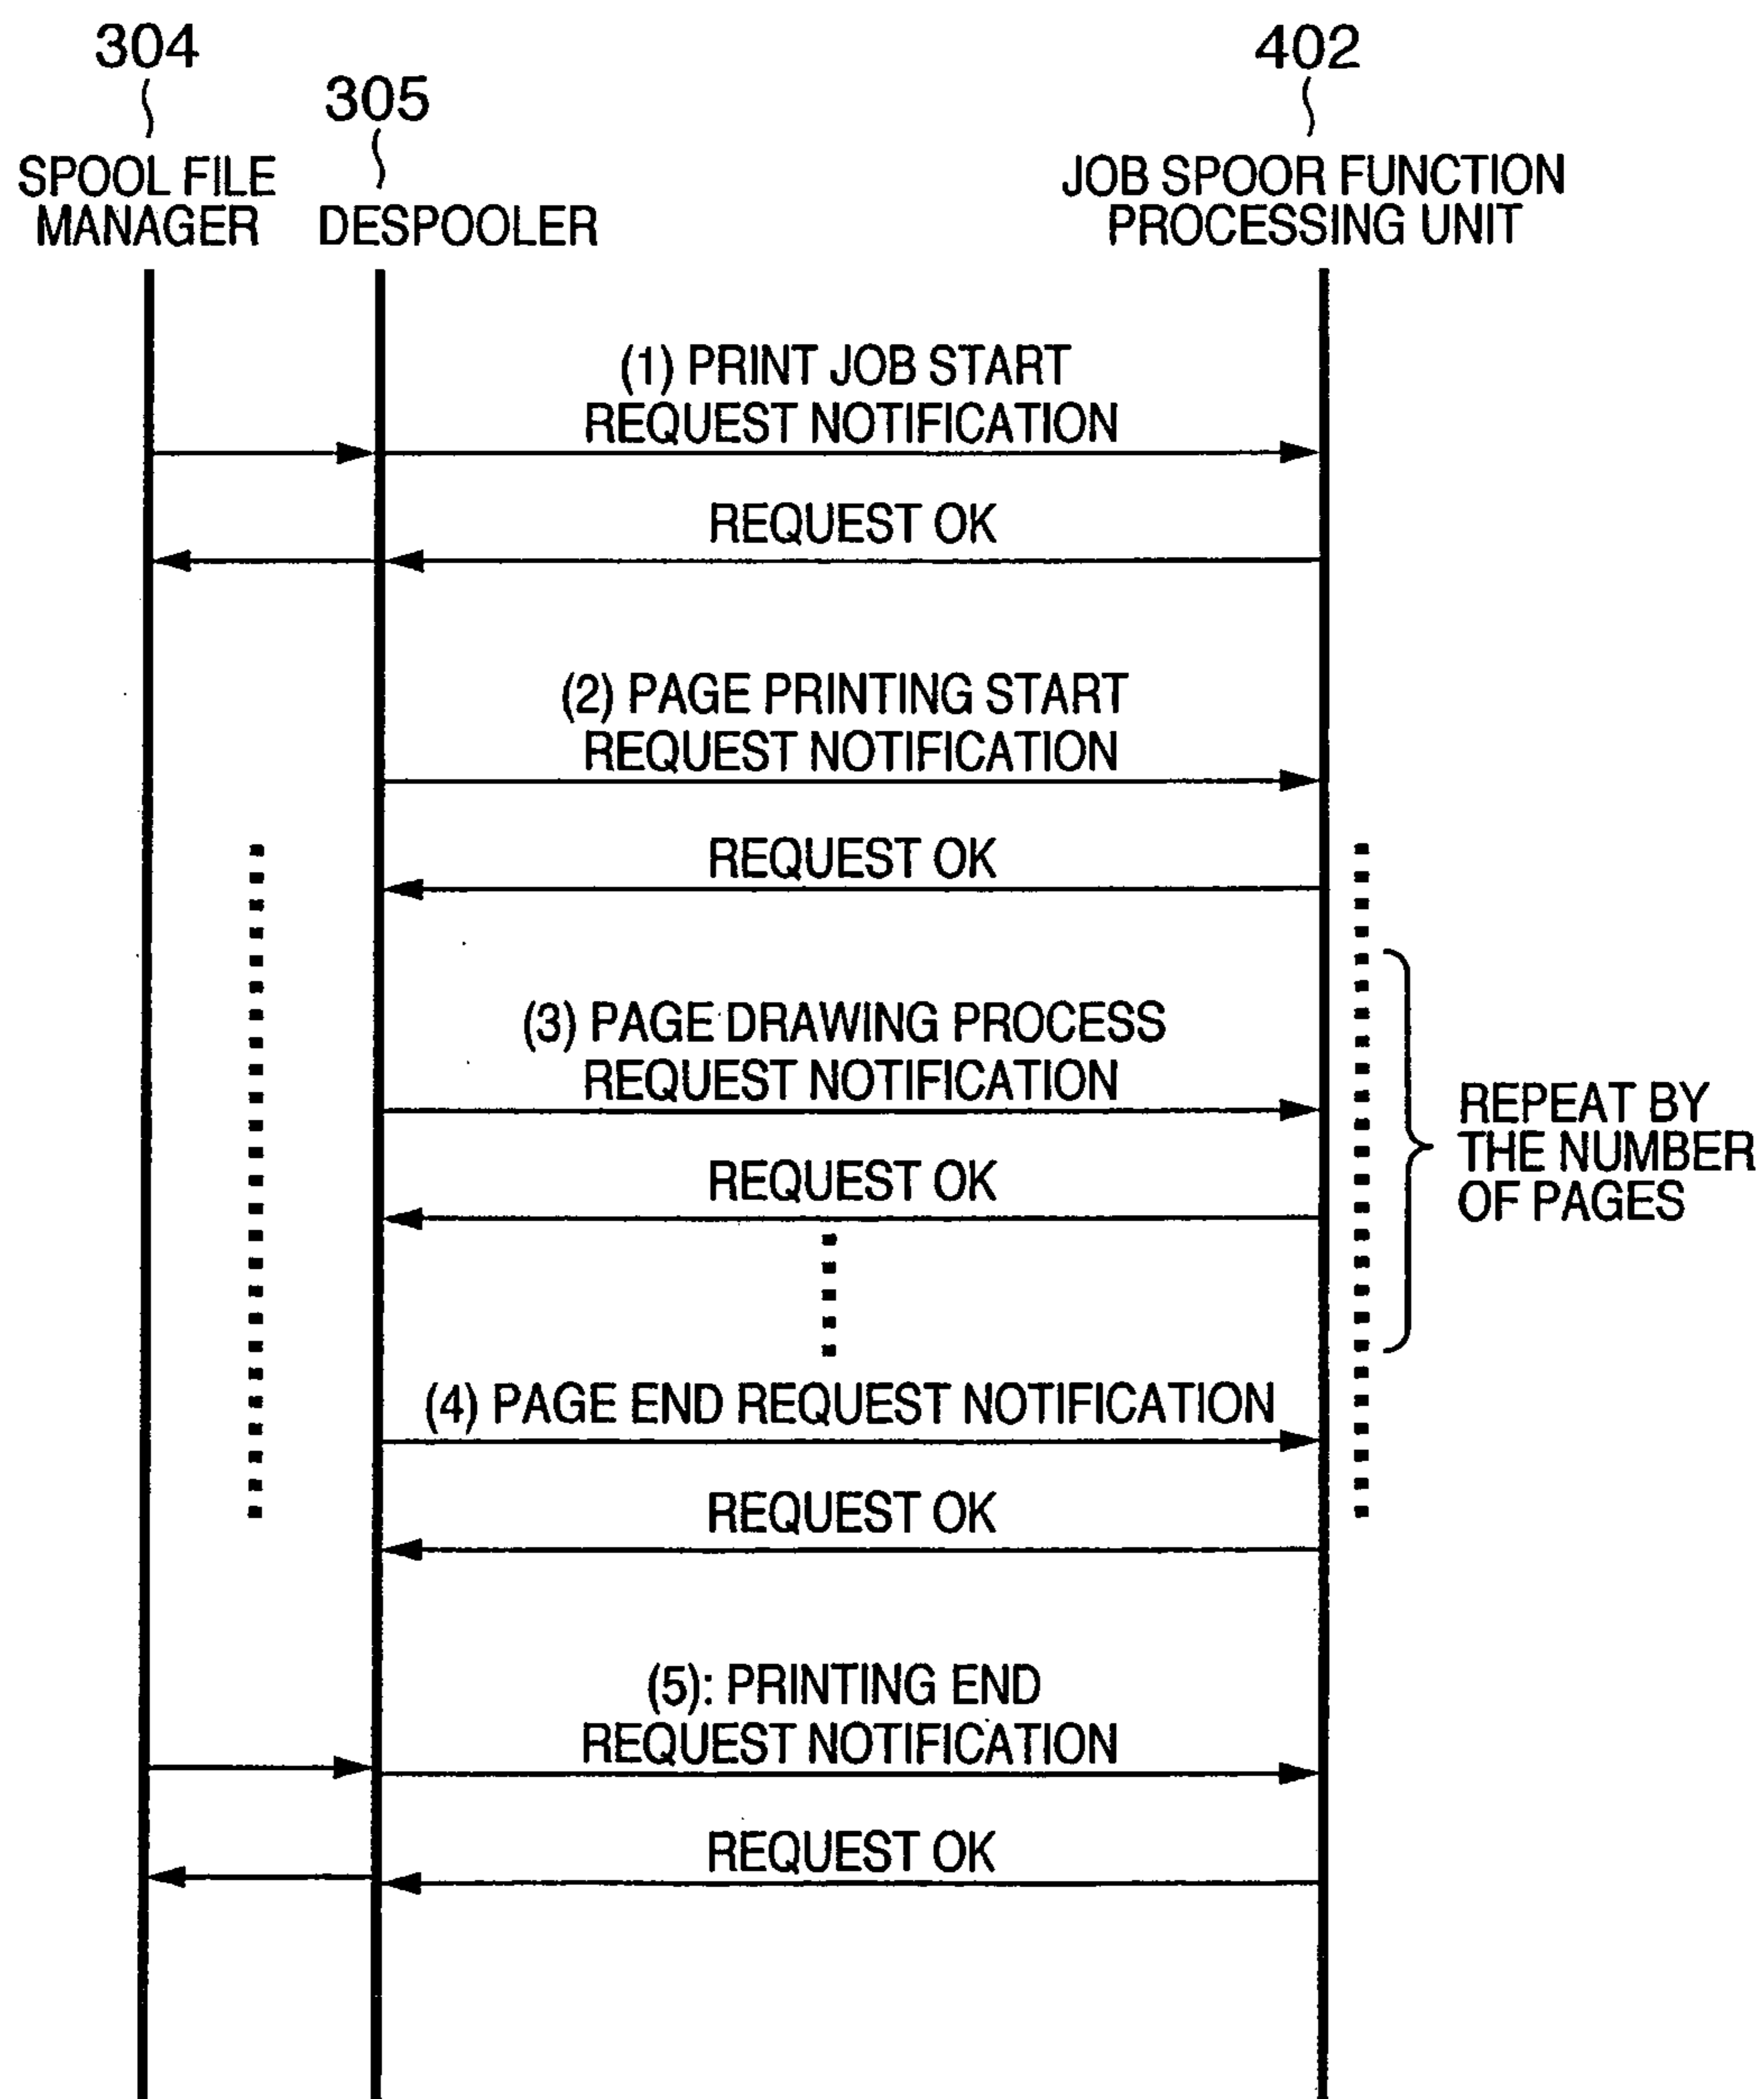 304
305
402
SPOOL FILE
MANAGER
DESPOOLER
JOB SPOOR FUNCTION
PROCESSING UNIT
(1) PRINT JOB START
REQUEST NOTIFICATION
REQUEST OK
(2) PAGE PRINTING START
REQUEST NOTIFICATION
REQUEST OK
(3) PAGE DRAWING PROCESS
REQUEST NOTIFICATION
REQUEST OK
REPEAT BY
THE NUMBER
OF PAGES
(4) PAGE END REQUEST NOTIFICATION
REQUEST OK
(5): PRINTING END
REQUEST NOTIFICATION
REQUEST OK